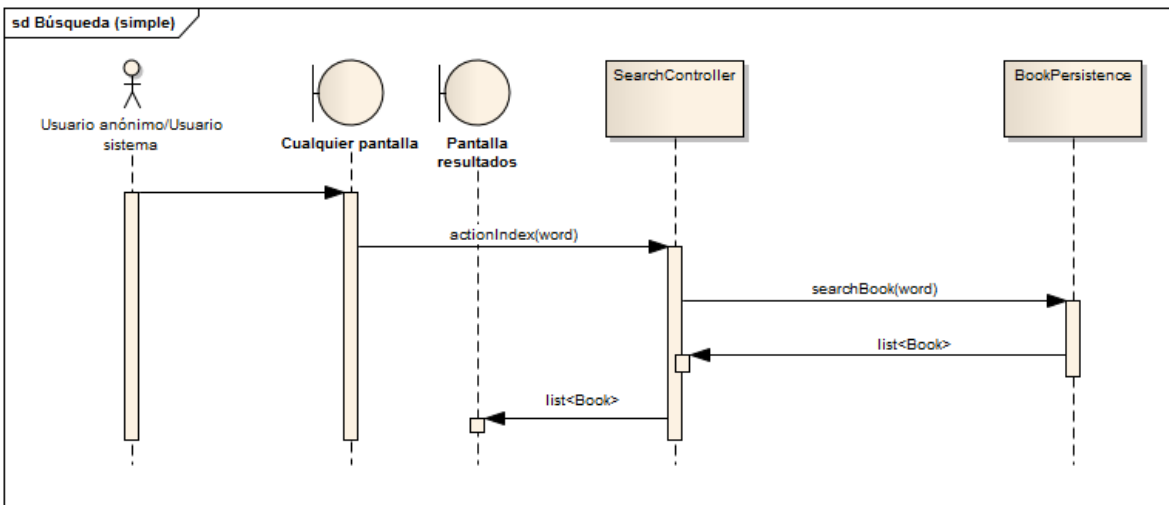 sd Búsqueda (simple)
Usuario anónimo/Usuario
sistema
Cualquier pantalla
Pantalla
resultados
SearchController
BookPersistence
actionIndex(word)
searchBook(word)
list<Book>
list<Book>